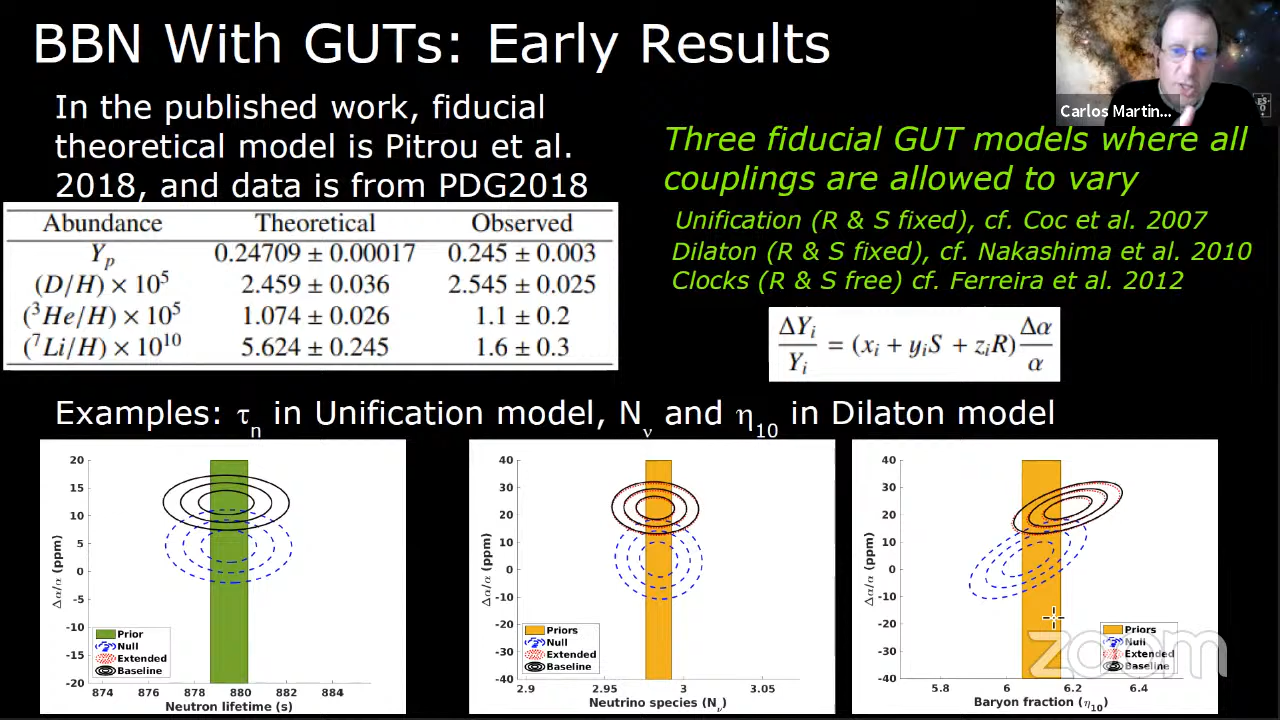 BBN With GUTs: Early Results
Carlos Martin...
In the published work, fiducial
theoretical model is Pitrou et al.
2018, and data is from PDG2018
Abundance Theoretical Observed
Yp 0.24709 ± 0.00017 0.245 ± 0.003
(D/H) × 10^5 2.459 ± 0.036 2.545 ± 0.025
(^3He/H) × 10^5 1.074 ± 0.026 1.1 ± 0.2
(^7Li/H) × 10^10 5.624 ± 0.245 1.6 ± 0.3
Three fiducial GUT models where all
couplings are allowed to vary
Unification (R & S fixed), cf. Coc et al. 2007
Dilaton (R & S fixed), cf. Nakashima et al. 2010
Clocks (R & S free) cf. Ferreira et al. 2012
ΔYi/Yi = (xi + yiS + ziR) Δα/α
Examples: τn in Unification model, Nν and η10 in Dilaton model
20
15
10
5
0
-5
-10
-15
-20
Δα/α (ppm)
Prior
Null
Extended
Baseline
874 876 878 880 882 884
Neutron lifetime (s)
40
30
20
10
0
-10
-20
-30
-40
Δα/α (ppm)
Priors
Null
Extended
Baseline
2.9 2.95 3 3.05
Neutrino species (Nν)
40
30
20
10
0
-10
-20
-30
-40
Δα/α (ppm)
Priors
Null
Extended
Baseline
5.8 6 6.2 6.4
Baryon fraction (η10)
zoom